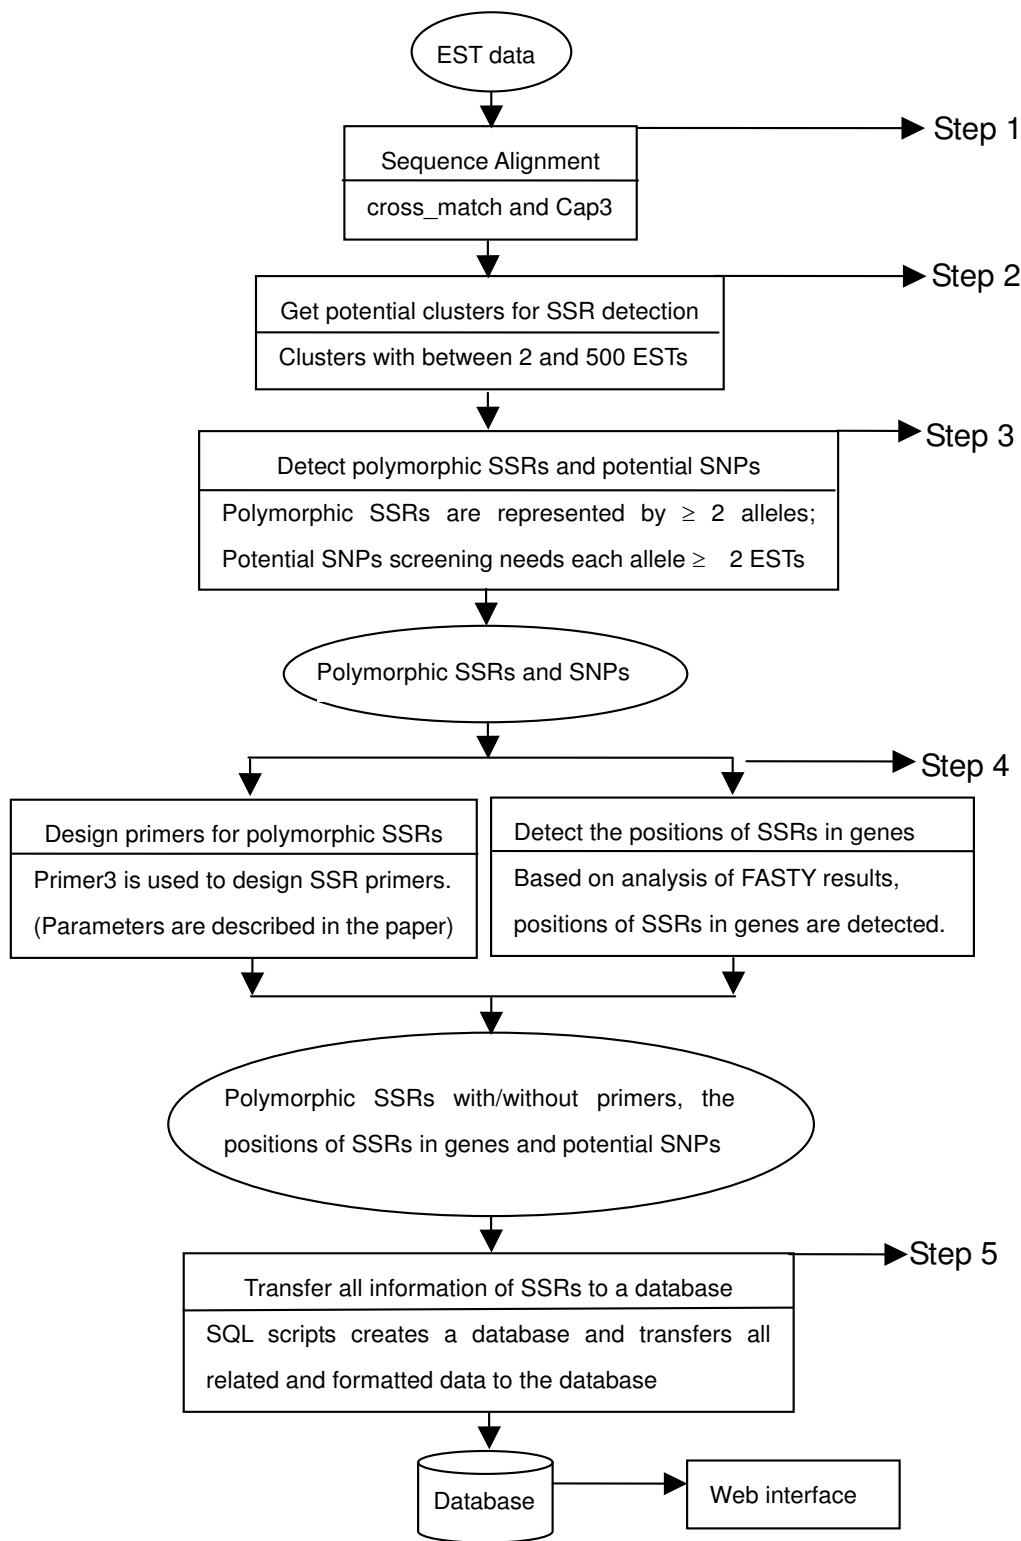 EST data
Step 1
Sequence Alignment
cross_match and Cap3
Step 2
Get potential clusters for SSR detection
Clusters with between 2 and 500 ESTs
Step 3
Detect polymorphic SSRs and potential SNPs
Polymorphic SSRs are represented by ≥ 2 alleles;
Potential SNPs screening needs each allele ≥ 2 ESTs
Polymorphic SSRs and SNPs
Step 4
Design primers for polymorphic SSRs
Primer3 is used to design SSR primers.
(Parameters are described in the paper)
Detect the positions of SSRs in genes
Based on analysis of FASTY results,
positions of SSRs in genes are detected.
Polymorphic SSRs with/without primers, the
positions of SSRs in genes and potential SNPs
Step 5
Transfer all information of SSRs to a database
SQL scripts creates a database and transfers all
related and formatted data to the database
Database
Web interface